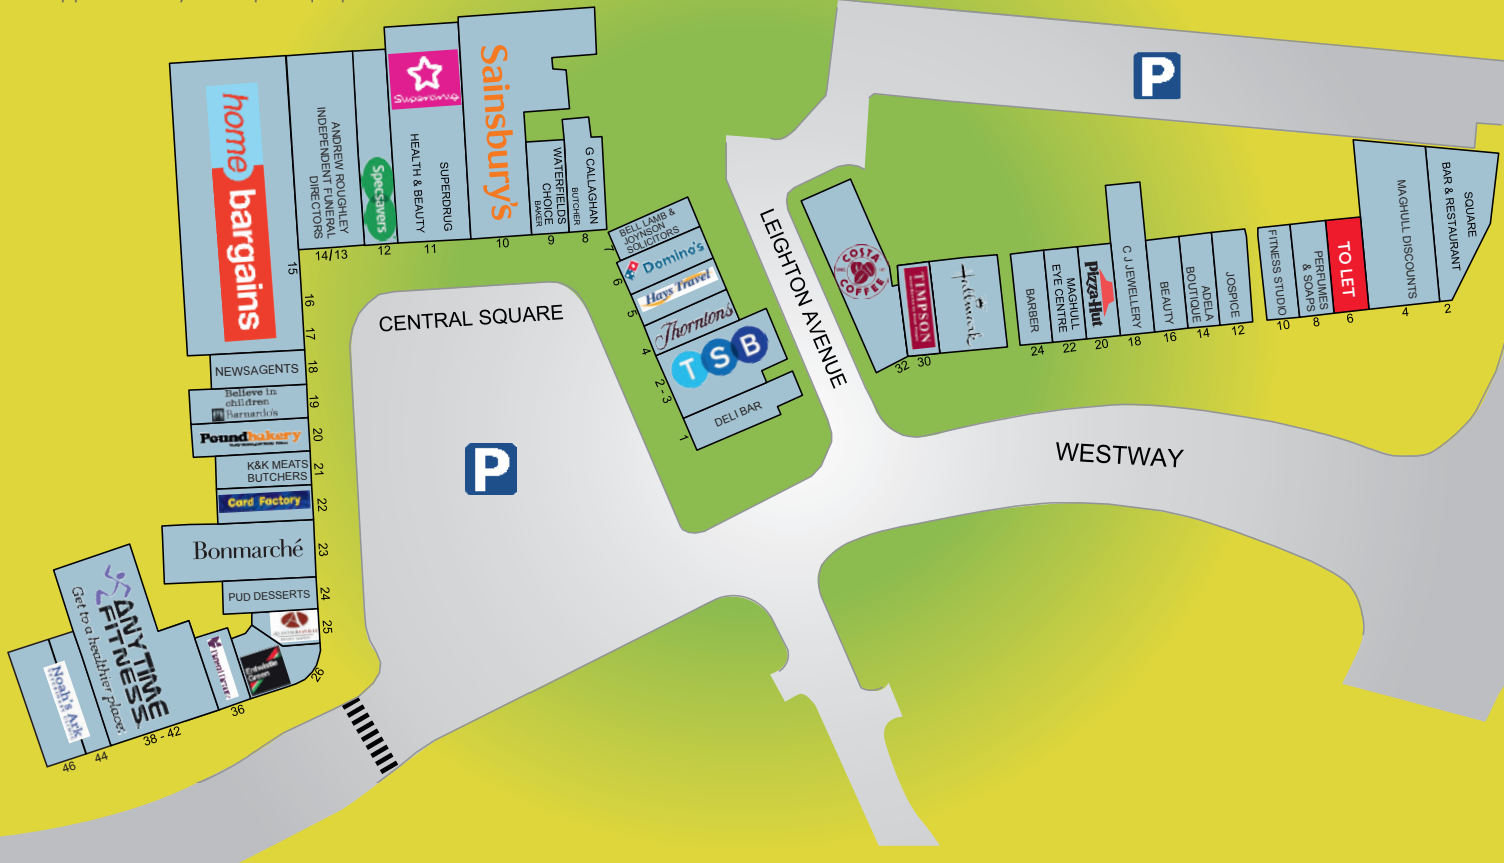 home
bargains
15
16
17
ANDREW ROUGHLEY
INDEPENDENT FUNERAL
DIRECTORS
14/13
Specsavers
12
Superdrug
SUPERDRUG
HEALTH & BEAUTY
11
Sainsbury's
10
WATERFIELDS
CHOICE
BAKER
9
G CALLAGHAN
BUTCHER
8
BELL LAMB &
JOYNSON
SOLICITORS
7
Domino's
6
Hays Travel
5
Thorntons
4
TSB
2 - 3
DELI BAR
1
CENTRAL SQUARE
P
LEIGHTON AVENUE
P
WESTWAY
COSTA
COFFEE
32
TIMPSON
30
Hallmark
BARBER
24
MAGHULL
EYE CENTRE
22
Pizza Hut
20
C J JEWELLERY
18
BEAUTY
16
ADELA
BOUTIQUE
14
JOSPICE
12
FITNESS STUDIO
10
PERFUMES
& SOAPS
8
TO LET
6
MAGHULL DISCOUNTS
4
SQUARE
BAR & RESTAURANT
2
NEWSAGENTS
18
Believe in
children
Barnardo's
19
Poundbakery
20
K&K MEATS
BUTCHERS
21
Card Factory
22
Bonmarché
23
PUD DESSERTS
24
25
Entwistle
Green
26
36
ANYTIME
FITNESS
Get to a healthier place.
38 - 42
44
Noah's Ark
46